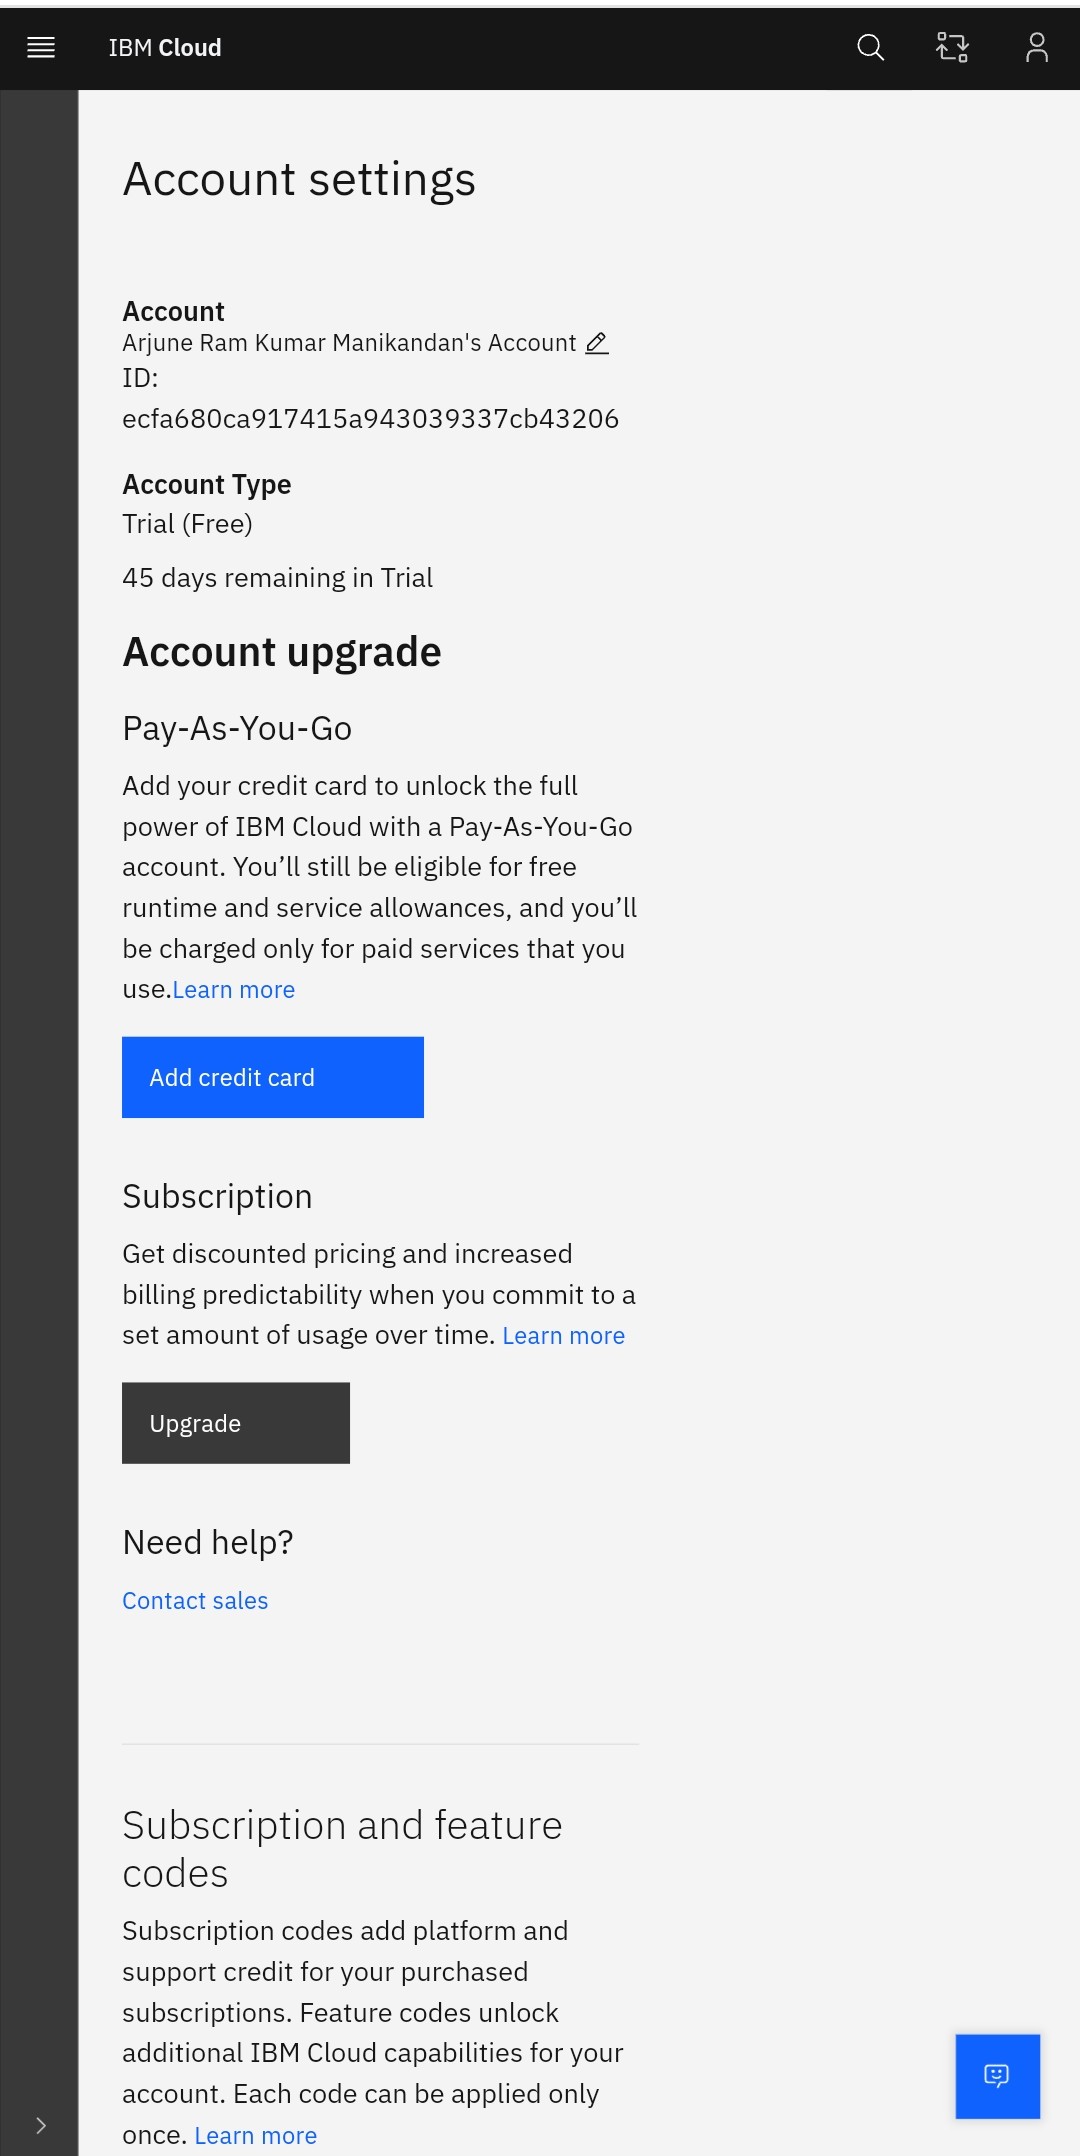 IBM Cloud
Account settings
Account
Arjune Ram Kumar Manikandan's Account
ID:
ecfa680ca917415a943039337cb43206
Account Type
Trial (Free)
45 days remaining in Trial
Account upgrade
Pay-As-You-Go
Add your credit card to unlock the full
power of IBM Cloud with a Pay-As-You-Go
account. You’ll still be eligible for free
runtime and service allowances, and you’ll
be charged only for paid services that you
use.Learn more
Add credit card
Subscription
Get discounted pricing and increased
billing predictability when you commit to a
set amount of usage over time. Learn more
Upgrade
Need help?
Contact sales
Subscription and feature
codes
Subscription codes add platform and
support credit for your purchased
subscriptions. Feature codes unlock
additional IBM Cloud capabilities for your
account. Each code can be applied only
once. Learn more